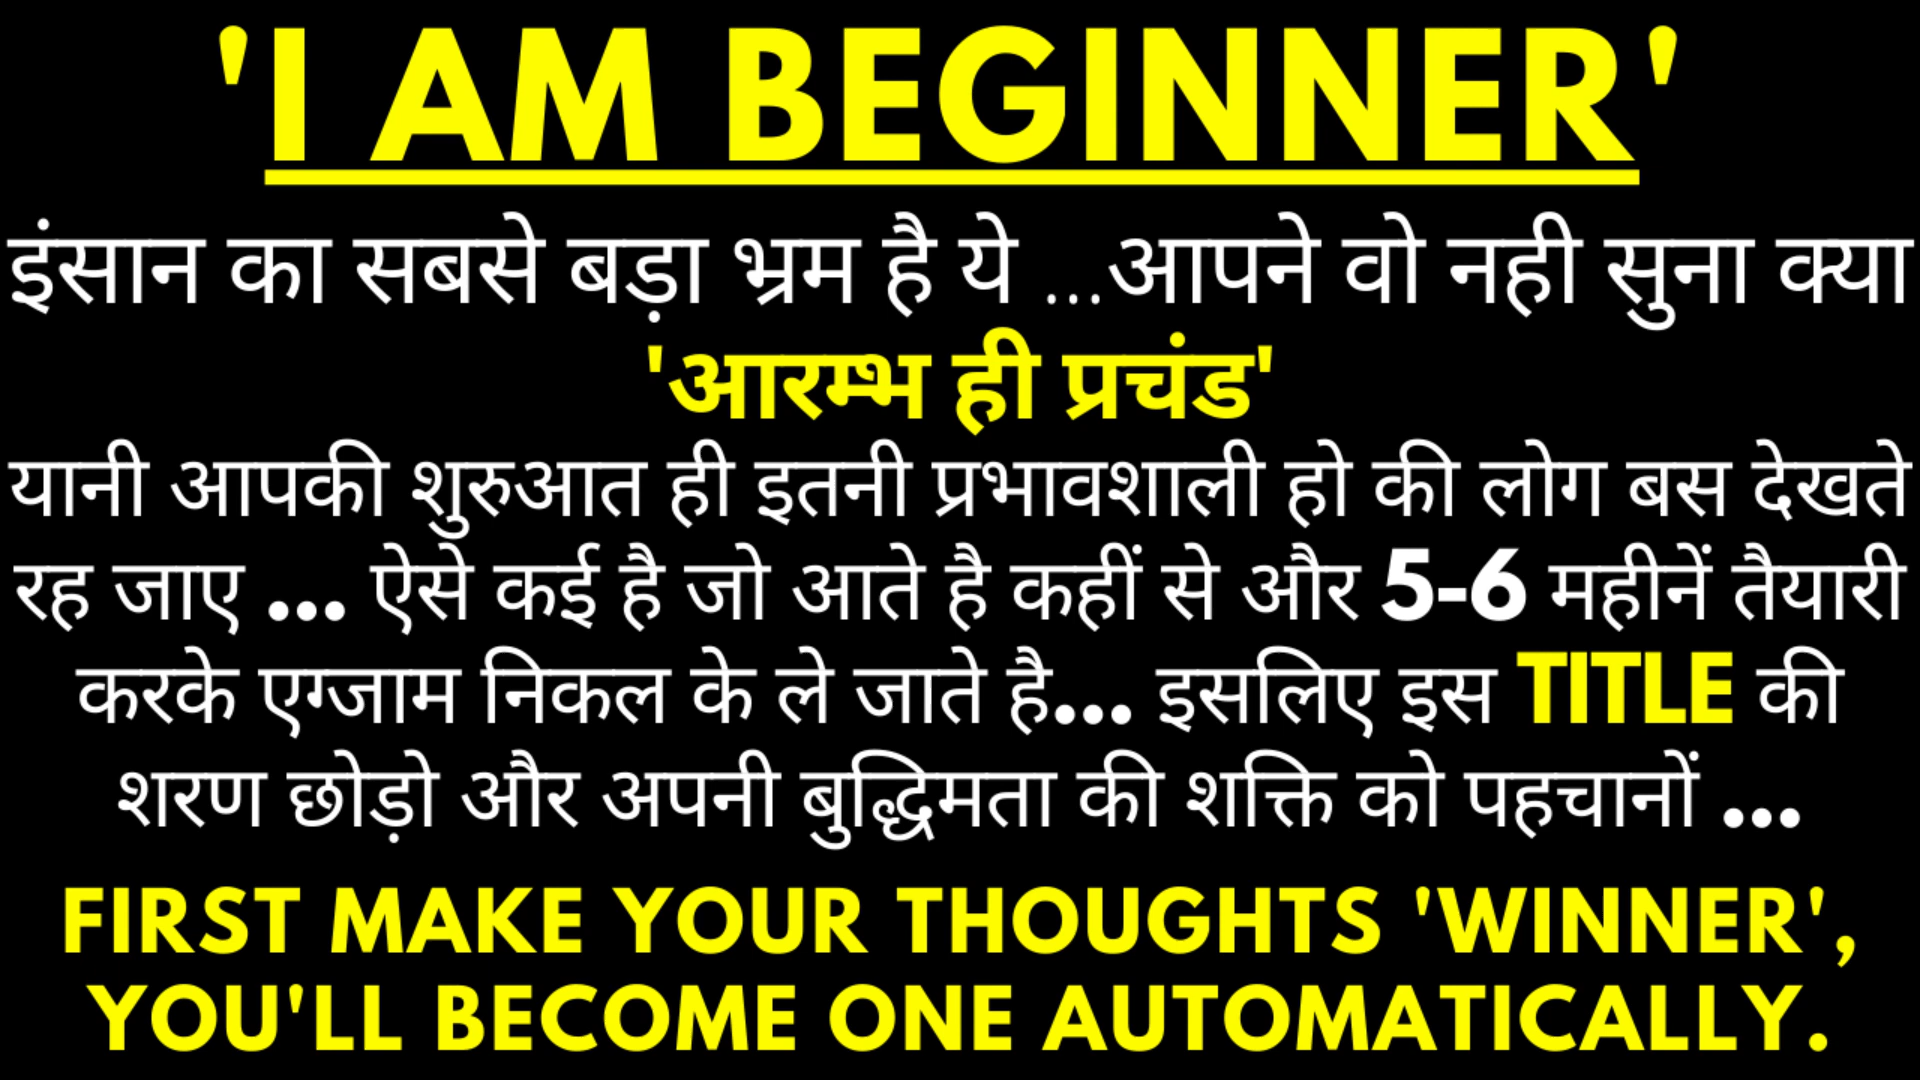 'I AM BEGINNER'
इंसान का सबसे बड़ा भ्रम है ये ...आपने वो नही सुना क्या
'आरम्भ ही प्रचंड'
यानी आपकी शुरुआत ही इतनी प्रभावशाली हो की लोग बस देखते
रह जाए ... ऐसे कई है जो आते है कहीं से और 5-6 महीनें तैयारी
करके एग्जाम निकल के ले जाते है... इसलिए इस TITLE की
शरण छोड़ो और अपनी बुद्धिमता की शक्ति को पहचानों ...
FIRST MAKE YOUR THOUGHTS 'WINNER',
YOU'LL BECOME ONE AUTOMATICALLY.